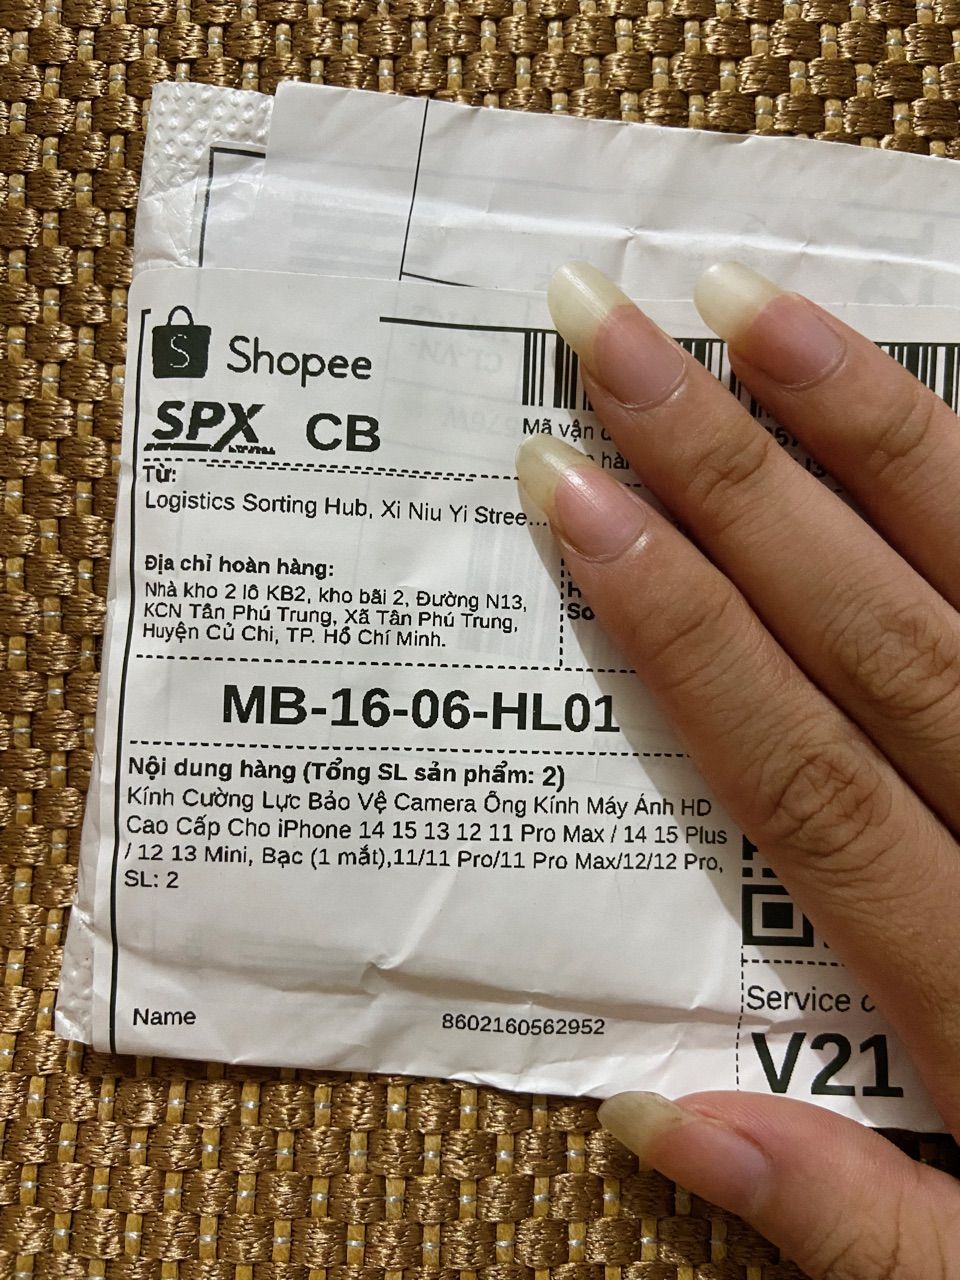 Shopee
SPX CB
Mã vận
hàn
Từ:
Logistics Sorting Hub, Xi Niu Yi Stree...
Địa chỉ hoàn hàng:
Nhà kho 2 lô KB2, kho bãi 2, Đường N13,
KCN Tân Phú Trung, Xã Tân Phú Trung,
Huyện Củ Chi, TP. Hồ Chí Minh.
MB-16-06-HL01
Nội dung hàng (Tổng SL sản phẩm: 2)
Kính Cường Lực Bảo Vệ Camera Ống Kính Máy Ảnh HD
Cao Cấp Cho iPhone 14 15 13 12 11 Pro Max / 14 15 Plus
/ 12 13 Mini, Bạc (1 mắt),11/11 Pro/11 Pro Max/12/12 Pro,
SL: 2
Name 8602160562952
Service
V21